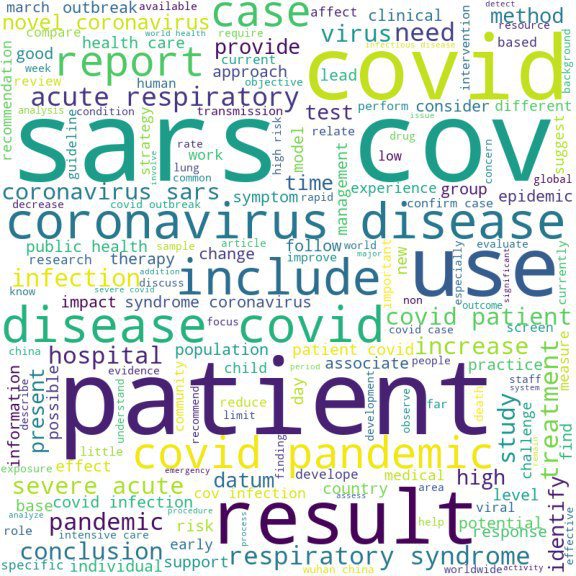 march outbreak
available
case
affect
clinical
method
novel coronavirus
compare
world health
require
detect
resource
infectious disease
virus
need
based
health care
provide
report
current
covid
intervention
background
recommendation
good
week
review
human
approach
lead
objective
analysis
transmission
acute respiratory
test
perform
consider
different
issue
suggest
sars cov
guideline
condition
strategy
involve
rate
work
lung
common
high risk
relate
model
drug
low
management
concern
global
coronavirus sars
symptom
time
experience
group
epidemic
decrease
covid outbreak
rapid
confirm case
coronavirus disease
public health
sample
article
follow
world
important
new
evaluate
especially
significant
currently
research
therapy
change
improve
major
use
infection
addition
discuss
include
know
severe covid
outcome
impact
syndrome coronavirus
non
disease covid
focus
covid case
covid patient
screen
china
population
patient covid
associate
people
increase
practice
measure
hospital
evidence
child
period
staff
system
information
describe
present
possible
understand
community
recommend
reduce
limit
day
patient
development
observe
far
death
study
challenge
remain
treatment
find
exposure
little
effect
covid pandemic
finding
severe acute
emergency
datum
develope
medical
high
base
covid infection
cov infection
country
area
level
identify
analyze
procedure
process
assess
viral
potential
effective
pandemic
result
help
role
intensive care
risk
response
conclusion
early
respiratory syndrome
specific
individual
support
wuhan china
worldwide
activity